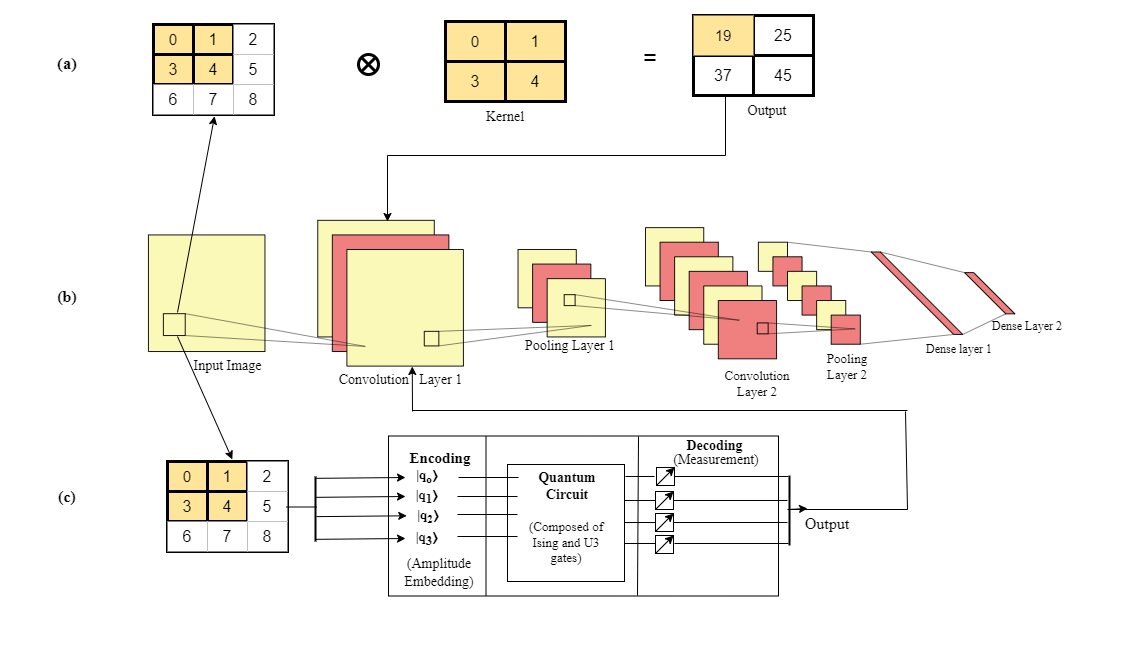 (a)
0 1 2
3 4 5
6 7 8
⊗
0 1
3 4
Kernel
=
19 25
37 45
Output
(b)
Input Image
Convolution Layer 1
Pooling Layer 1
Convolution
Layer 2
Pooling
Layer 2
Dense layer 1
Dense Layer 2
(c)
0 1 2
3 4 5
6 7 8
Encoding
|q₀⟩
|q₁⟩
|q₂⟩
|q₃⟩
(Amplitude
Embedding)
Quantum
Circuit
(Composed of
Ising and U3
gates)
Decoding
(Measurement)
Output